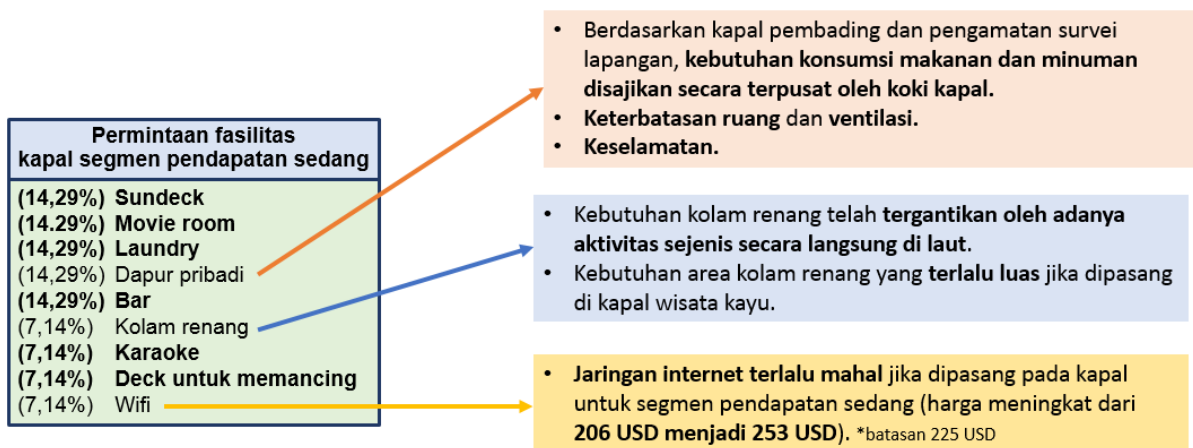 Permintaan fasilitas
kapal segmen pendapatan sedang
(14,29%) Sundeck
(14.29%) Movie room
(14,29%) Laundry
(14,29%) Dapur pribadi
(14,29%) Bar
(7,14%) Kolam renang
(7,14%) Karaoke
(7,14%) Deck untuk memancing
(7,14%) Wifi
• Berdasarkan kapal pembading dan pengamatan survei
lapangan, kebutuhan konsumsi makanan dan minuman
disajikan secara terpusat oleh koki kapal.
• Keterbatasan ruang dan ventilasi.
• Keselamatan.
• Kebutuhan kolam renang telah tergantikan oleh adanya
aktivitas sejenis secara langsung di laut.
• Kebutuhan area kolam renang yang terlalu luas jika dipasang
di kapal wisata kayu.
• Jaringan internet terlalu mahal jika dipasang pada kapal
untuk segmen pendapatan sedang (harga meningkat dari
206 USD menjadi 253 USD). *batasan 225 USD